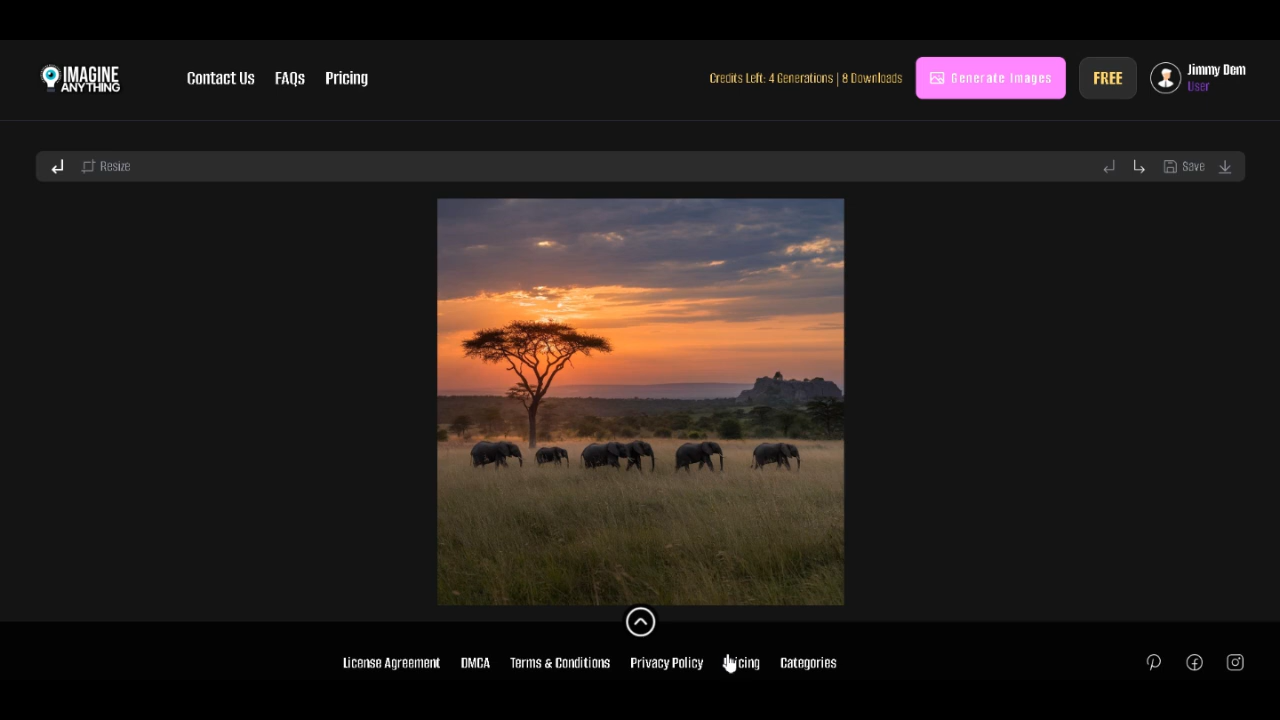 IMAGINE
ANYTHING
Contact Us FAQs Pricing
Credits Left: 4 Generations | 8 Downloads
Generate Images
FREE
Jimmy Dem
User
Resize
Save
License Agreement DMCA Terms & Conditions Privacy Policy Pricing Categories